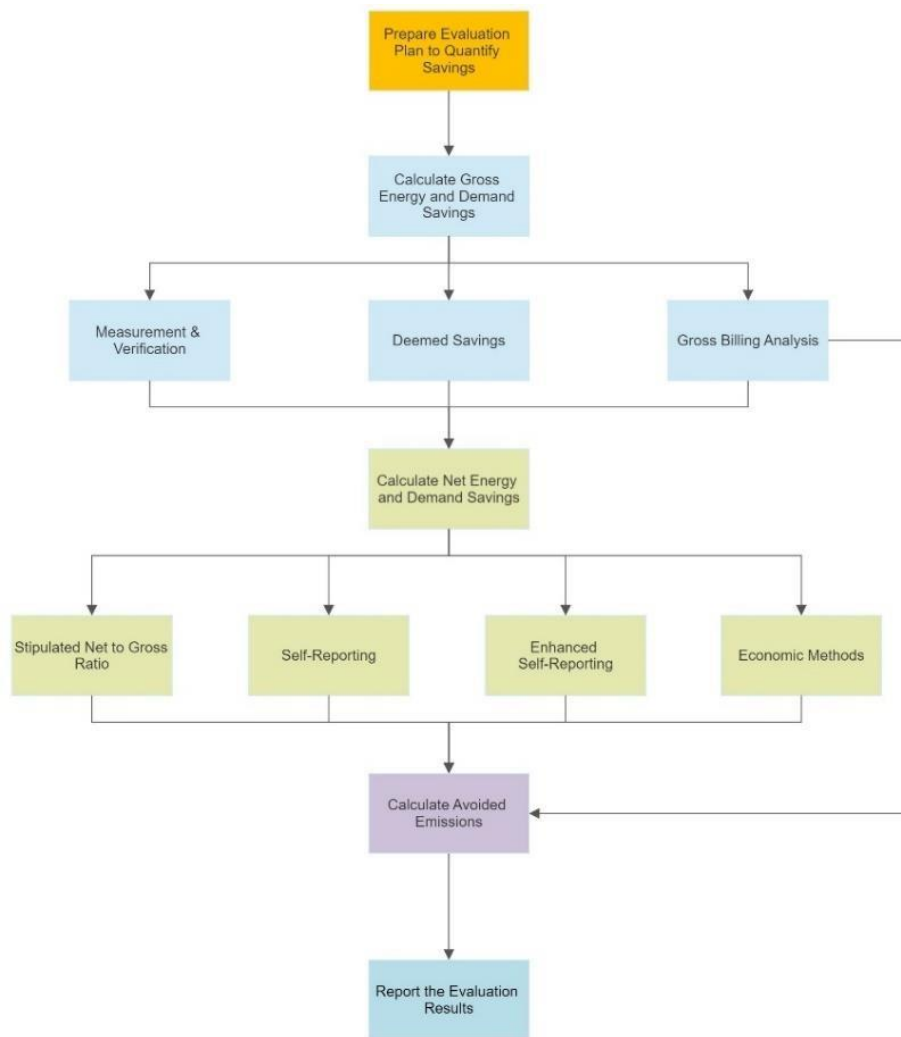 Prepare Evaluation
Plan to Quantify
Savings
Calculate Gross
Energy and Demand
Savings
Measurement &
Verification
Deemed Savings
Gross Billing Analysis
Calculate Net Energy
and Demand Savings
Stipulated Net to Gross
Ratio
Self-Reporting
Enhanced
Self-Reporting
Economic Methods
Calculate Avoided
Emissions
Report the Evaluation
Results